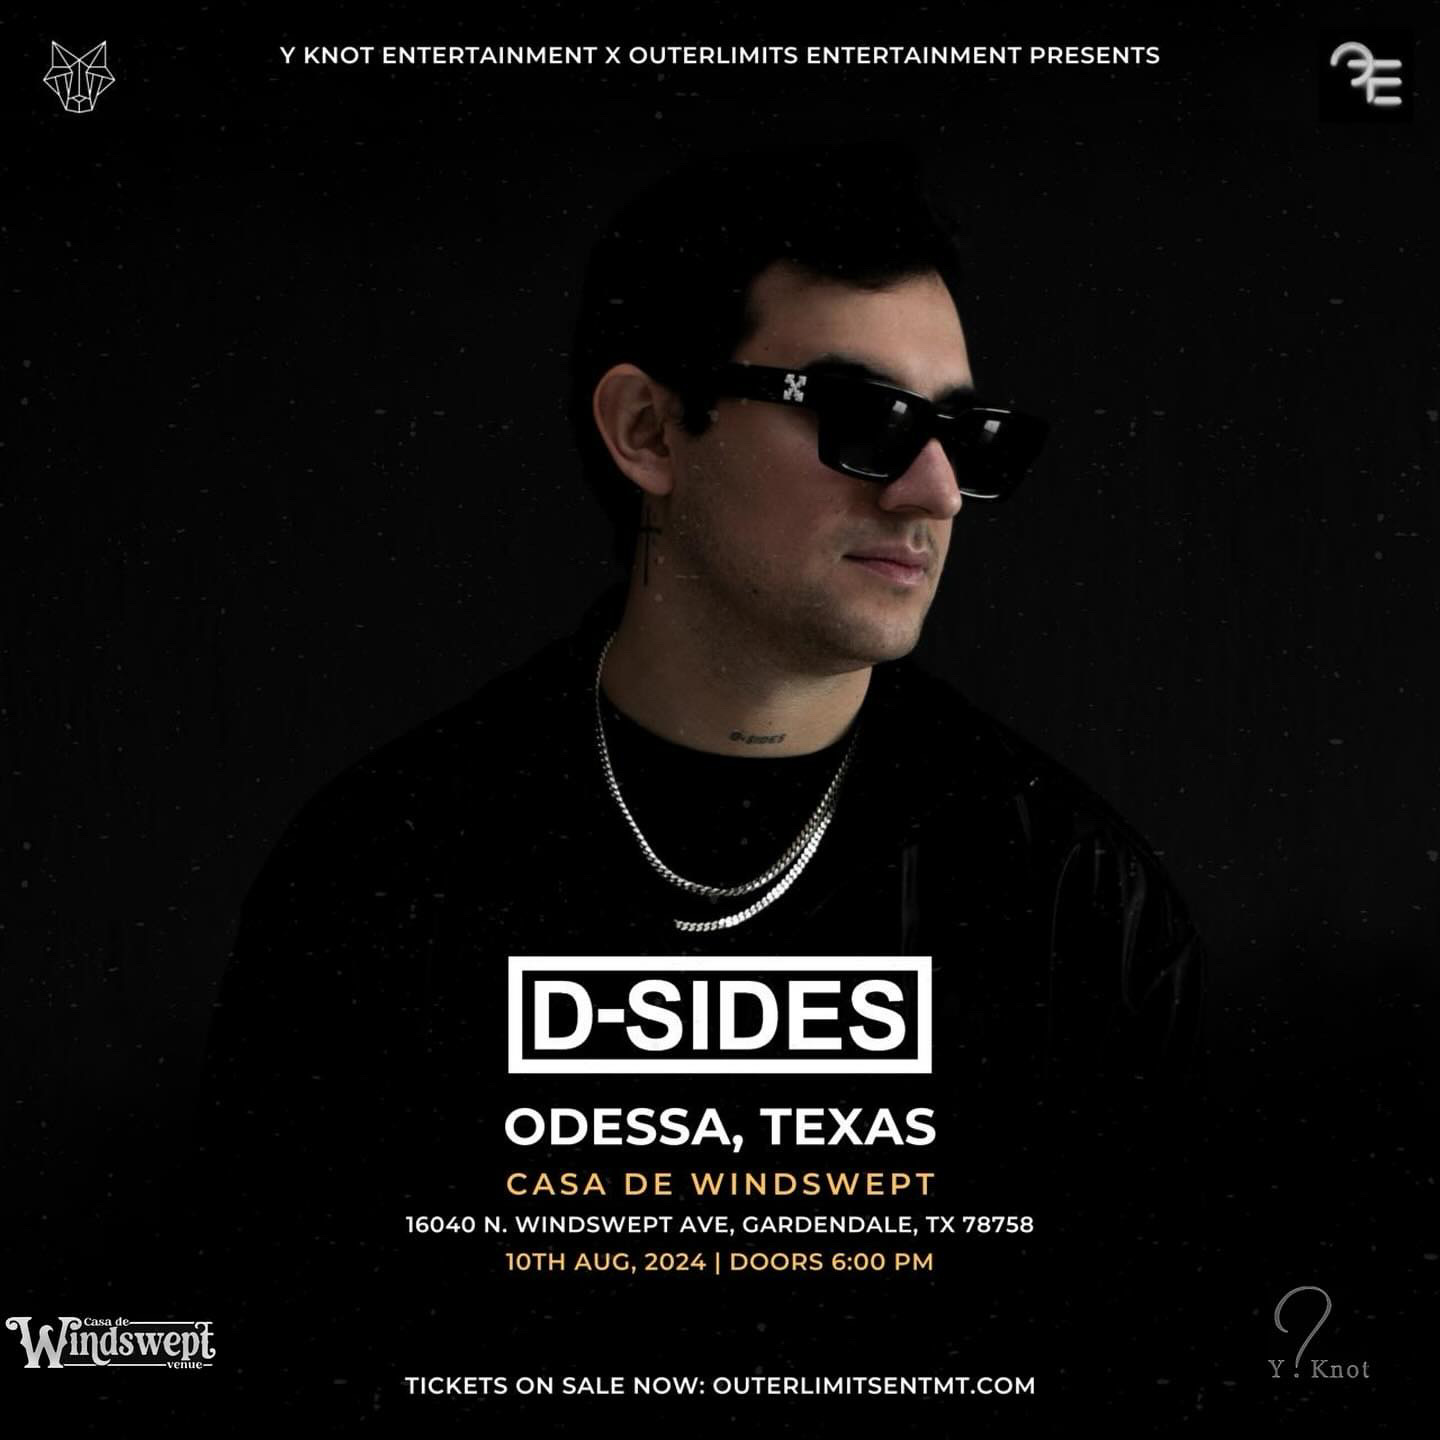 Y KNOT ENTERTAINMENT X OUTERLIMITS ENTERTAINMENT PRESENTS
D-SIDES
D-SIDES
ODESSA, TEXAS
CASA DE WINDSWEPT
16040 N. WINDSWEPT AVE, GARDENDALE, TX 78758
10TH AUG, 2024 | DOORS 6:00 PM
Casa de
Windswept
venue
Y ? Knot
TICKETS ON SALE NOW: OUTERLIMITSENTMT.COM